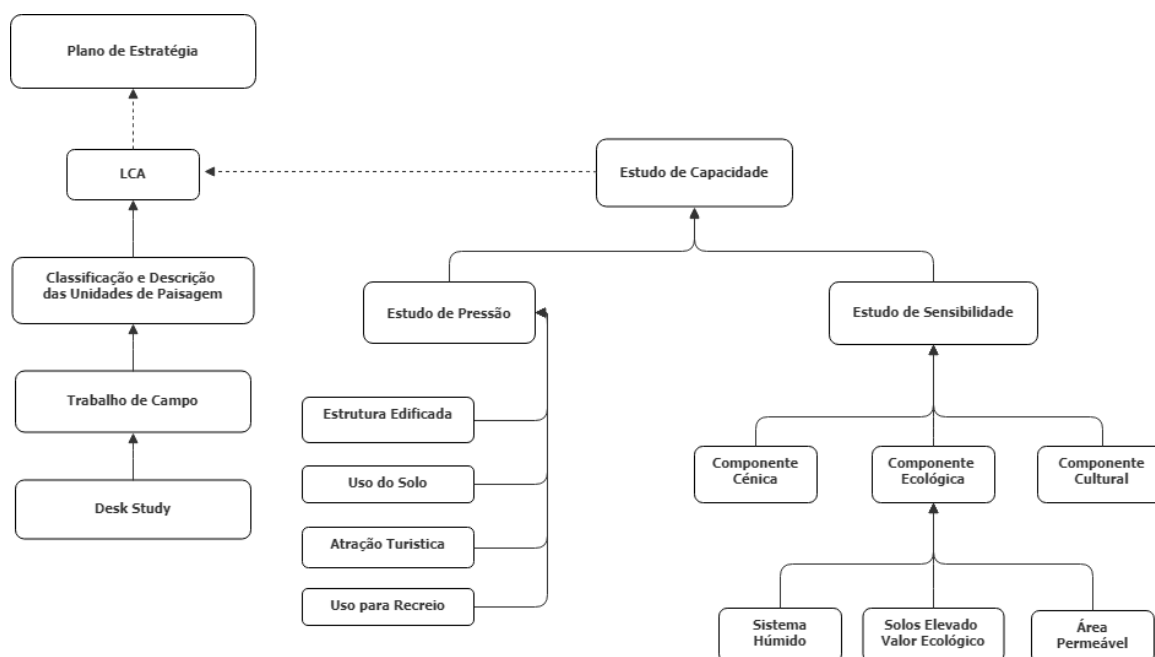 Plano de Estratégia
LCA
Estudo de Capacidade
Classificação e Descrição
das Unidades de Paisagem
Estudo de Pressão
Estudo de Sensibilidade
Trabalho de Campo
Desk Study
Estrutura Edificada
Uso do Solo
Atração Turistica
Uso para Recreio
Componente
Cénica
Componente
Ecológica
Componente
Cultural
Sistema
Húmido
Solos Elevado
Valor Ecológico
Área
Permeável